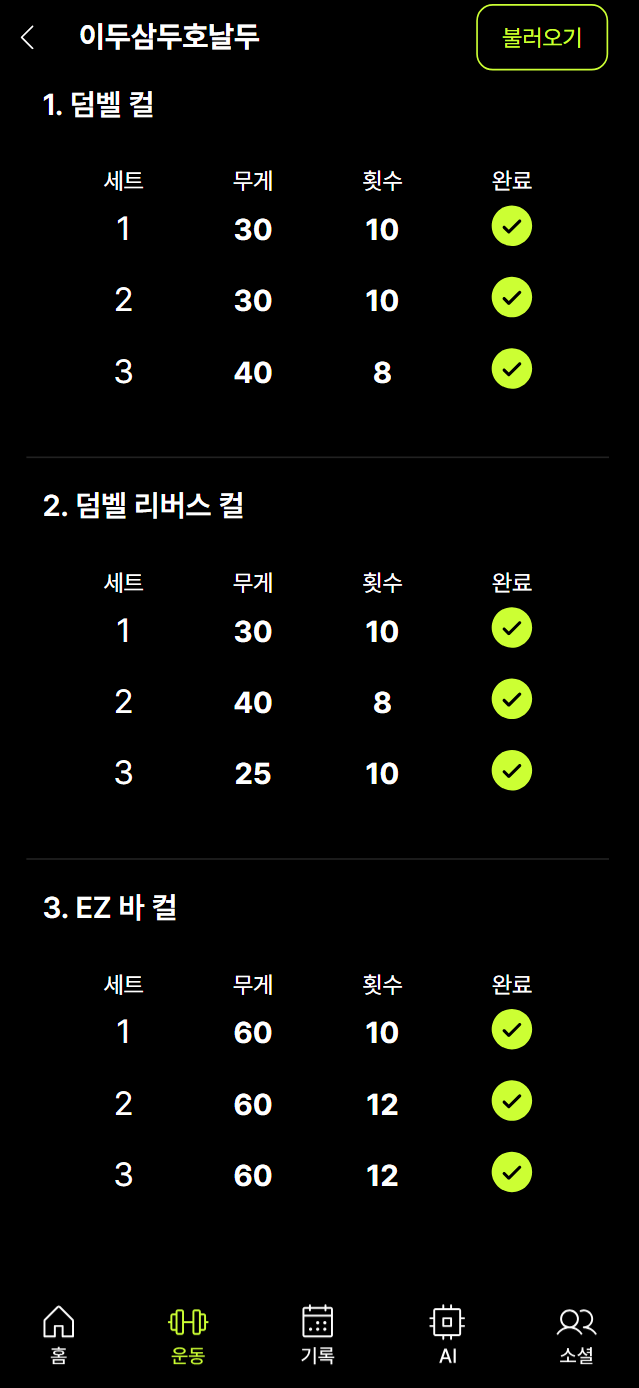 이두삼두호날두 불러오기
1. 덤벨 컬
세트 무게 횟수 완료
1 30 10
2 30 10
3 40 8
2. 덤벨 리버스 컬
세트 무게 횟수 완료
1 30 10
2 40 8
3 25 10
3. EZ 바 컬
세트 무게 횟수 완료
1 60 10
2 60 12
3 60 12
홈 운동 기록 AI 소셜